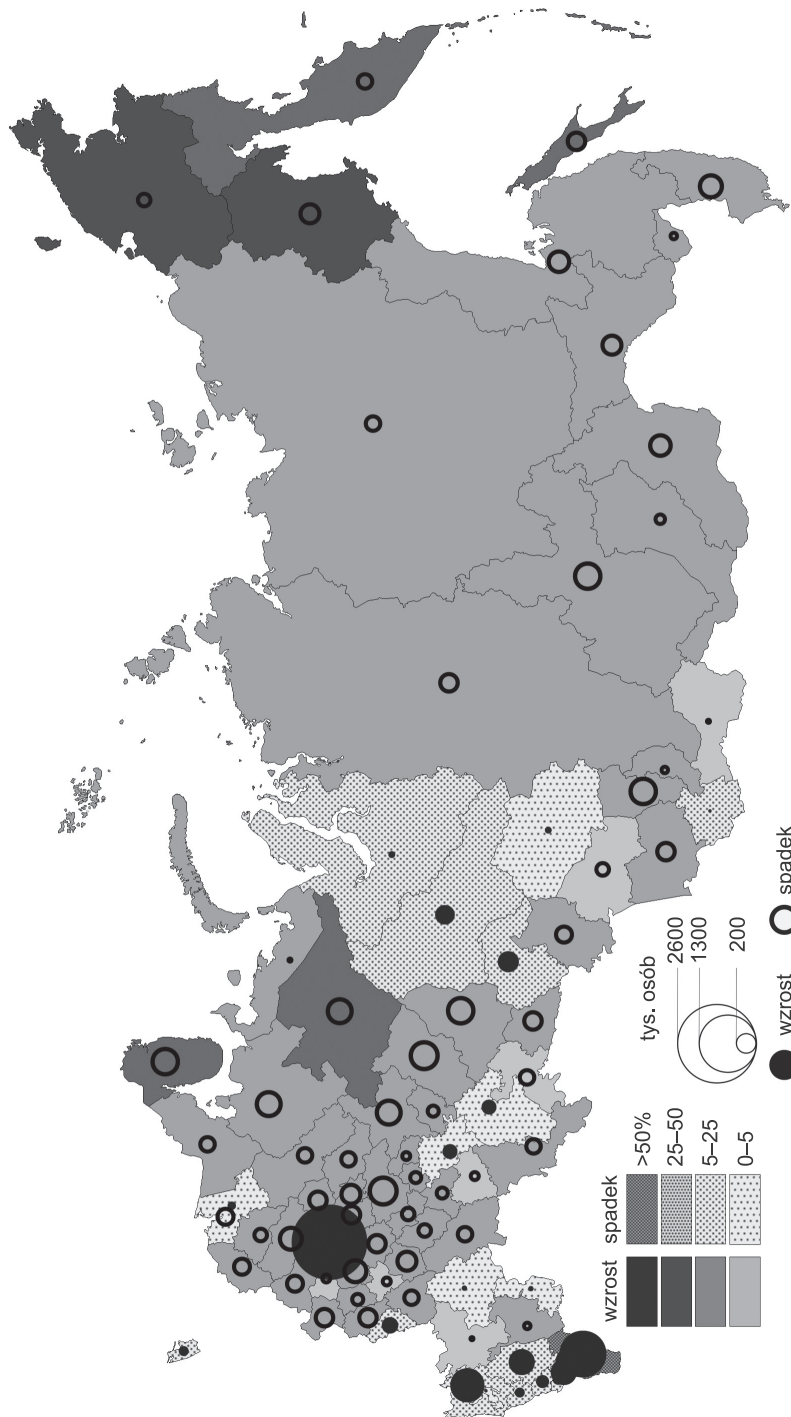 tys. osób
2600
1300
200
wzrost
spadek
wzrost spadek
>50%
25–50
5–25
0–5